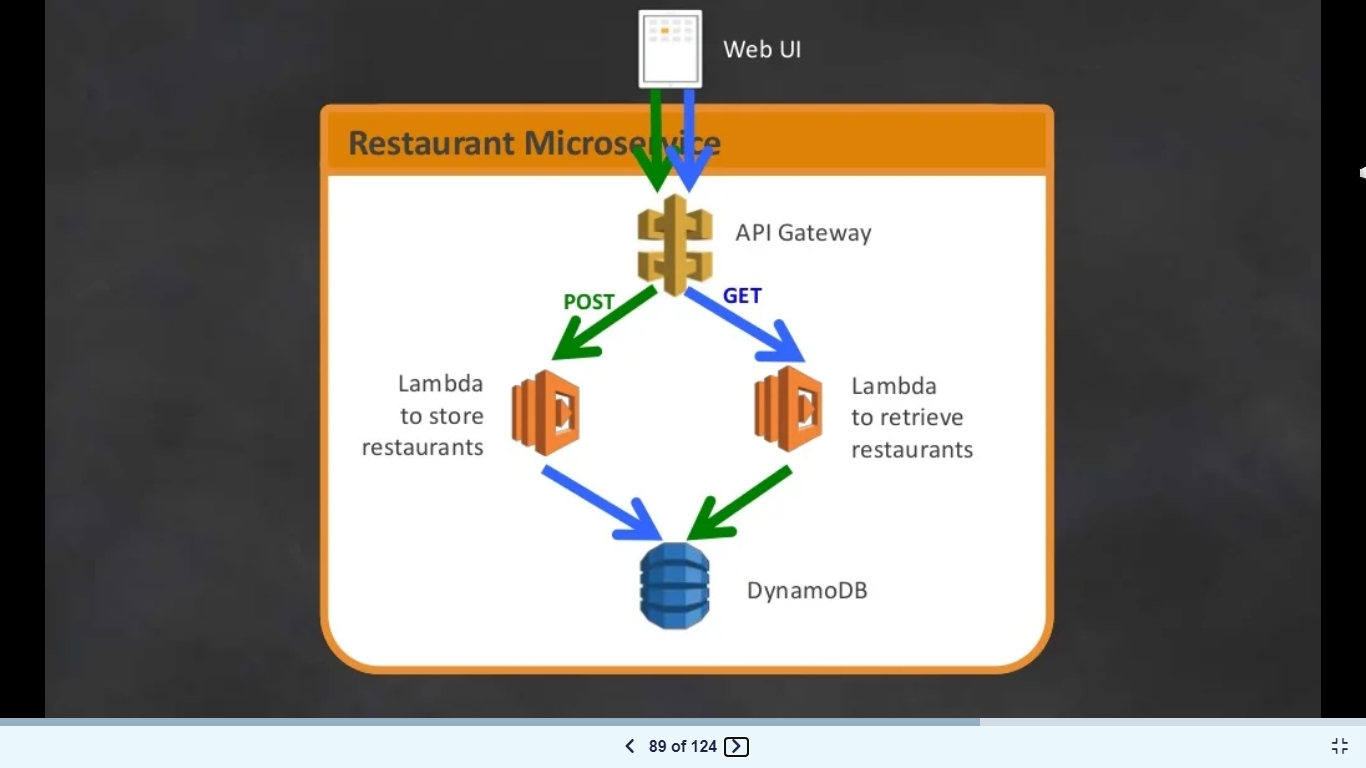 Web UI
Restaurant Microservice
API Gateway
POST
GET
Lambda
to store
restaurants
Lambda
to retrieve
restaurants
DynamoDB
89 of 124